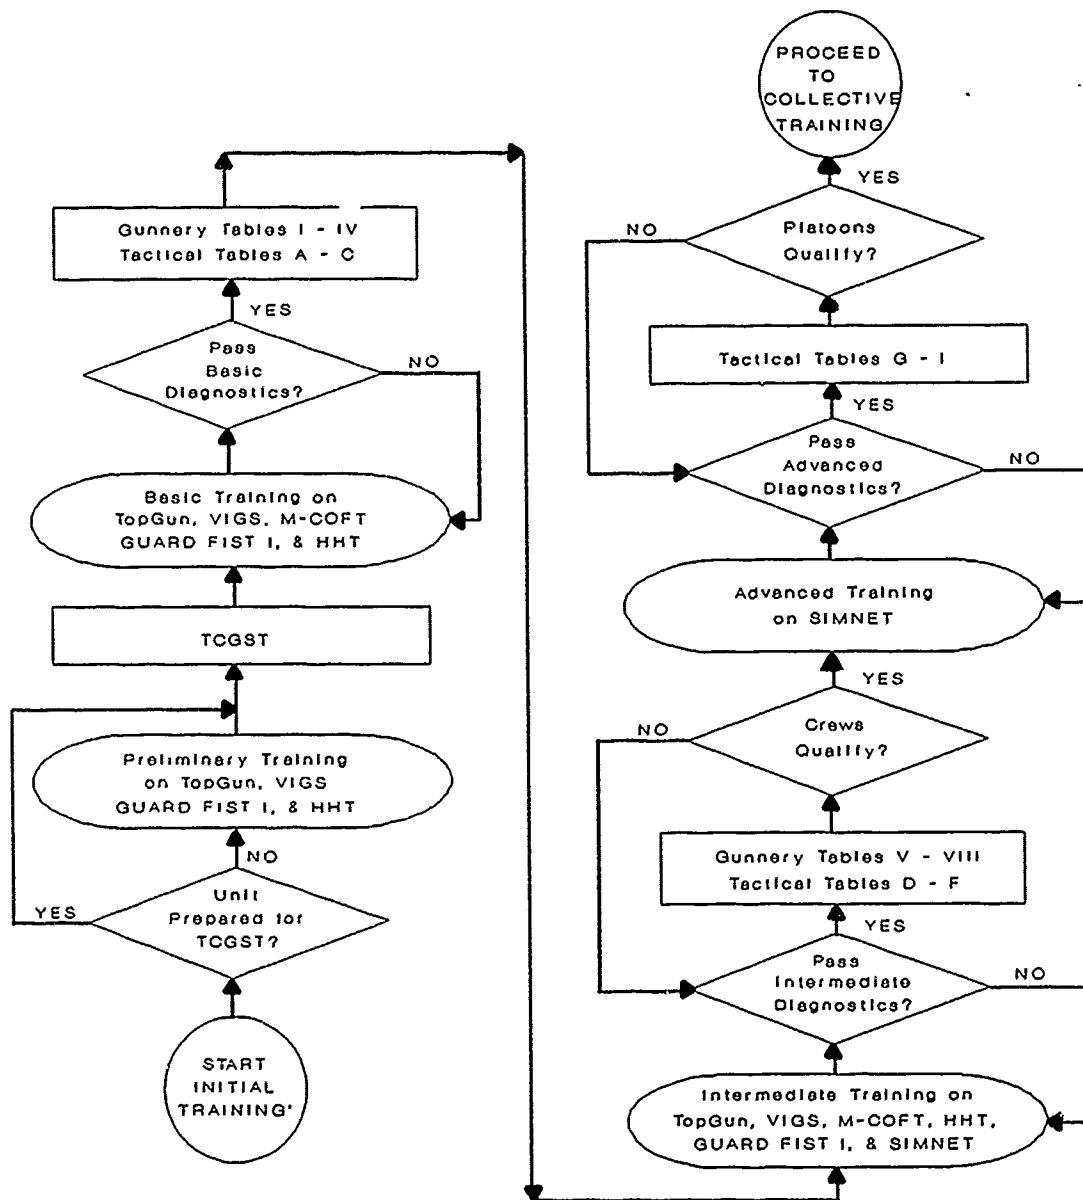 START
INITIAL
TRAINING'
Unit
Prepared for
TCGST?
YES
NO
Preliminary Training
on TopGun, VIGS
GUARD FIST I, & HHT
TCGST
Basic Training on
TopGun, VIGS, M-COFT
GUARD FIST I, & HHT
Pass
Basic
Diagnostics?
NO
YES
Gunnery Tables I - IV
Tactical Tables A - C
Intermediate Training on
TopGun, VIGS, M-COFT, HHT,
GUARD FIST I, & SIMNET
Pass
Intermediate
Diagnostics?
NO
YES
Gunnery Tables V - VIII
Tactical Tables D - F
Crews
Qualify?
NO
YES
Advanced Training
on SIMNET
Pass
Advanced
Diagnostics?
NO
YES
Tactical Tables G - I
Platoons
Qualify?
NO
YES
PROCEED
TO
COLLECTIVE
TRAINING